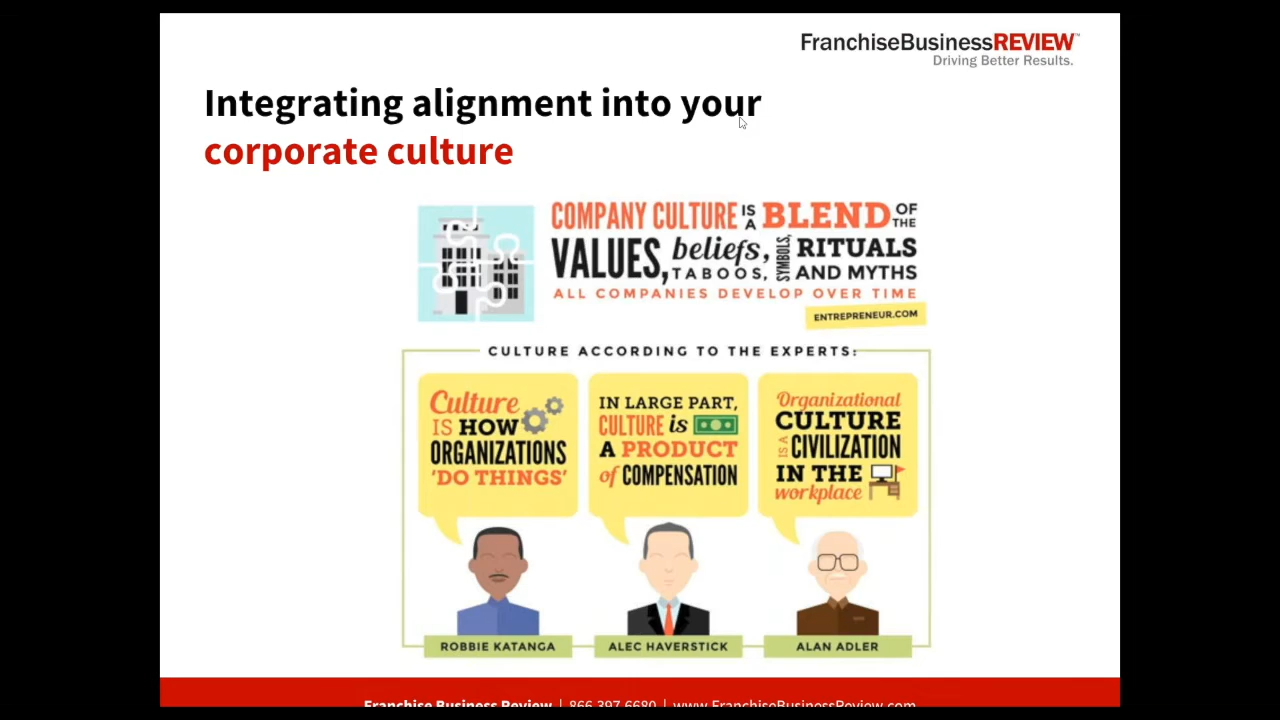 FranchiseBusinessREVIEW™
Driving Better Results.
Integrating alignment into your
corporate culture
COMPANY CULTURE IS A BLEND OF THE
VALUES, beliefs, TABOOS, SYMBOLS, RITUALS AND MYTHS
ALL COMPANIES DEVELOP OVER TIME
ENTREPRENEUR.COM
CULTURE ACCORDING TO THE EXPERTS:
Culture
IS HOW
ORGANIZATIONS
'DO THINGS'
IN LARGE PART,
CULTURE is
A PRODUCT
of COMPENSATION
Organizational
CULTURE
IS A CIVILIZATION
IN THE
workplace
ROBBIE KATANGA
ALEC HAVERSTICK
ALAN ADLER
Franchise Business Review | 866.397.6680 | www.FranchiseBusinessReview.com